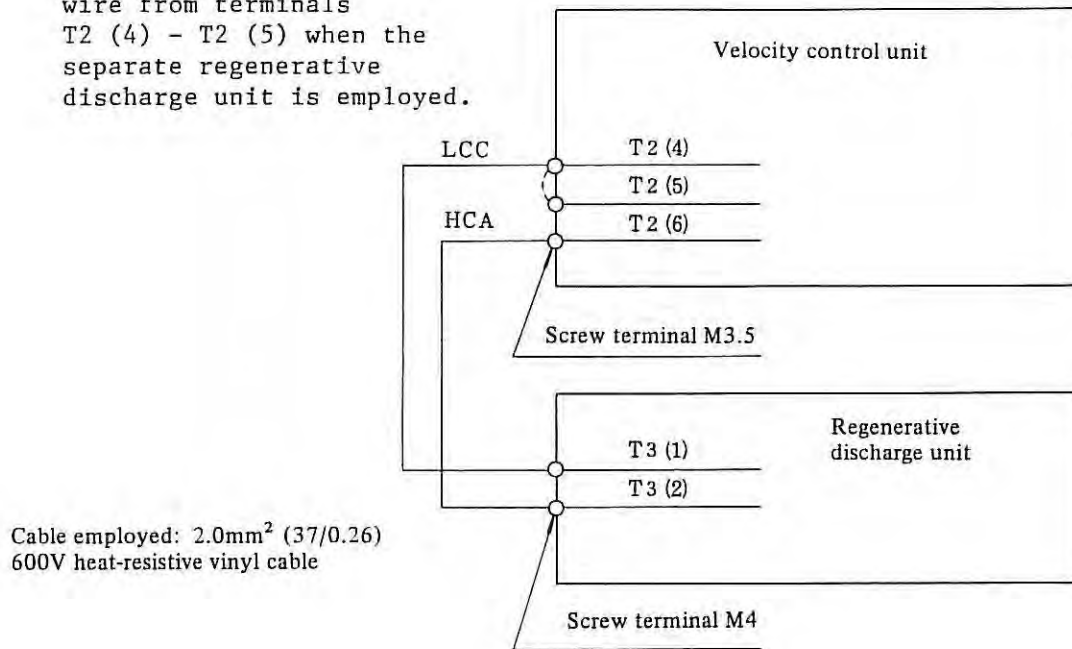 wire from terminals
T2 (4) - T2 (5) when the
separate regenerative
discharge unit is employed.
Velocity control unit
LCC
T2 (4)
T2 (5)
HCA
T2 (6)
Screw terminal M3.5
Regenerative
discharge unit
T3 (1)
T3 (2)
Cable employed: 2.0mm² (37/0.26)
600V heat-resistive vinyl cable
Screw terminal M4